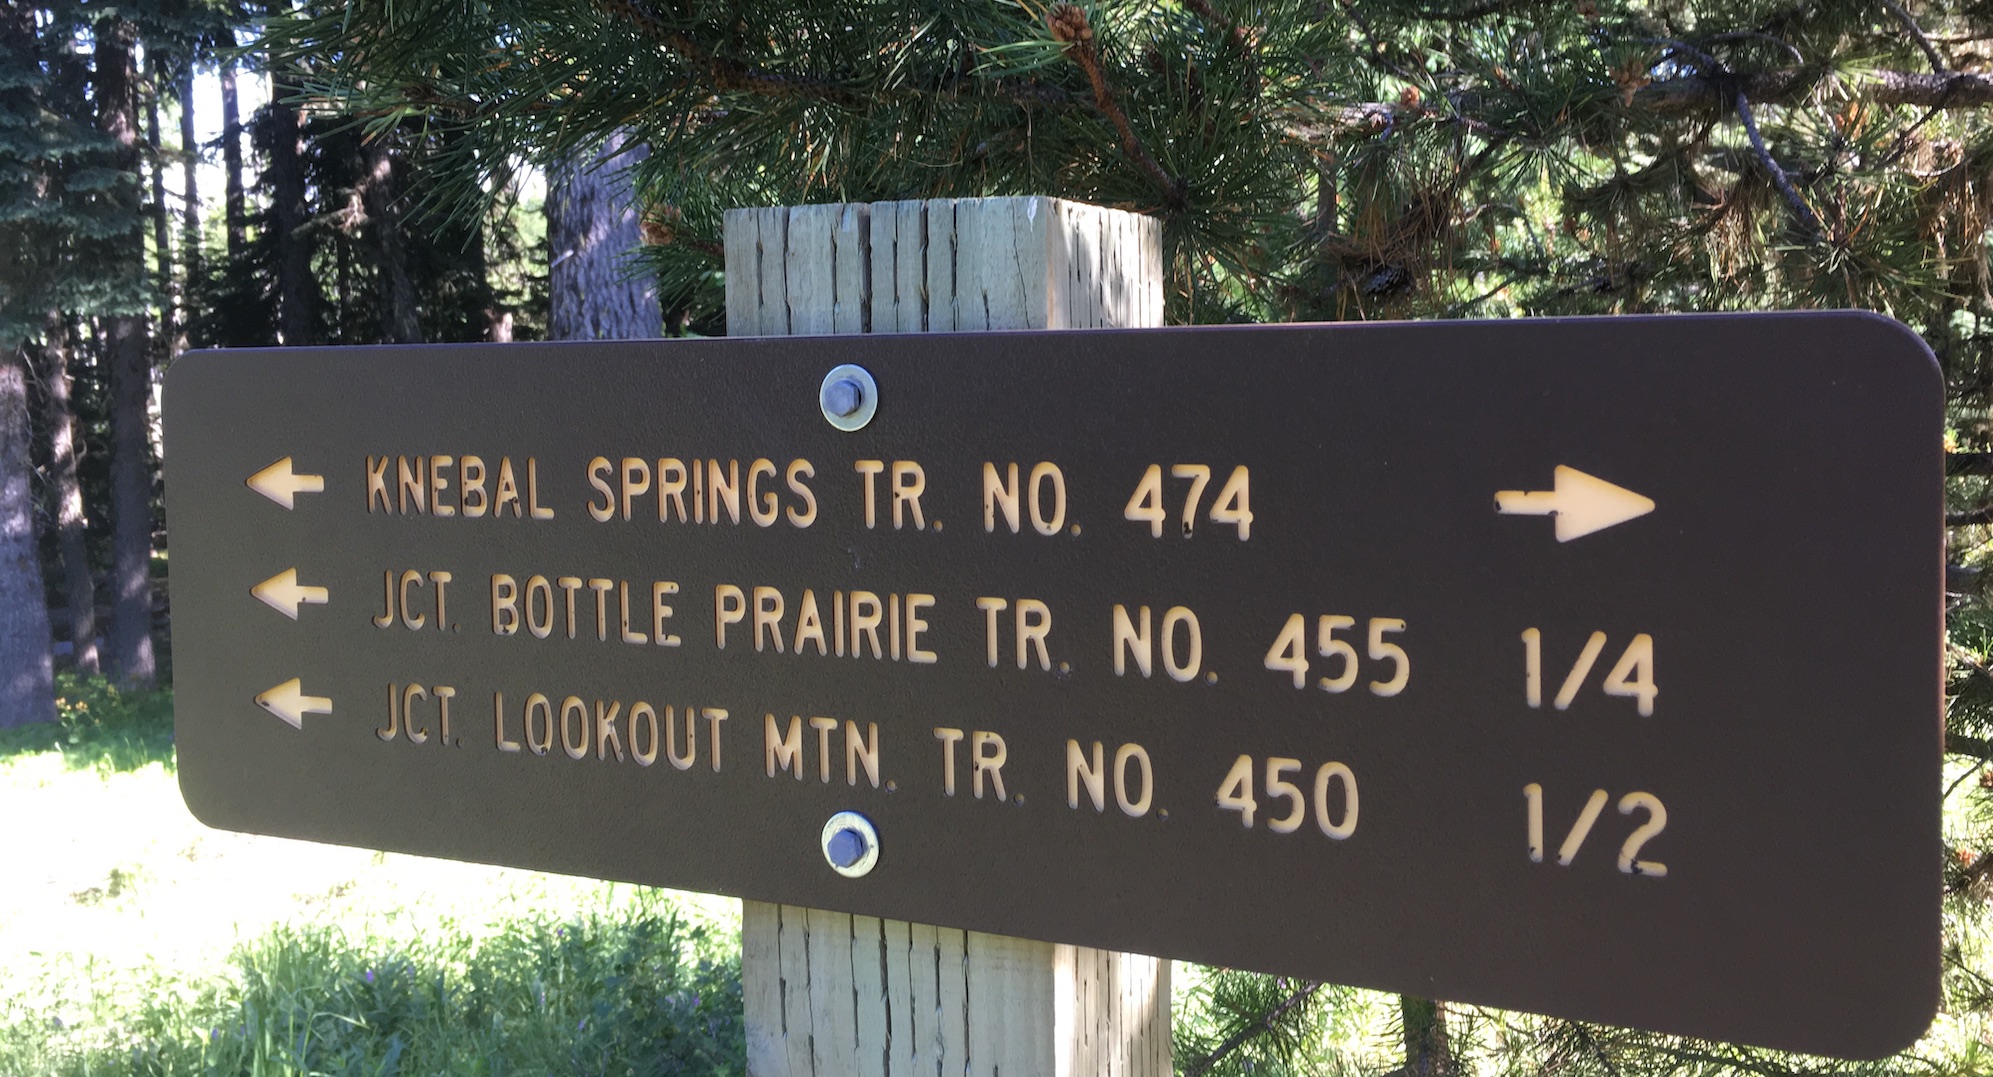 ← KNEBAL SPRINGS TR. NO. 474 →
← JCT. BOTTLE PRAIRIE TR. NO. 455 1/4
← JCT. LOOKOUT MTN. TR. NO. 450 1/2